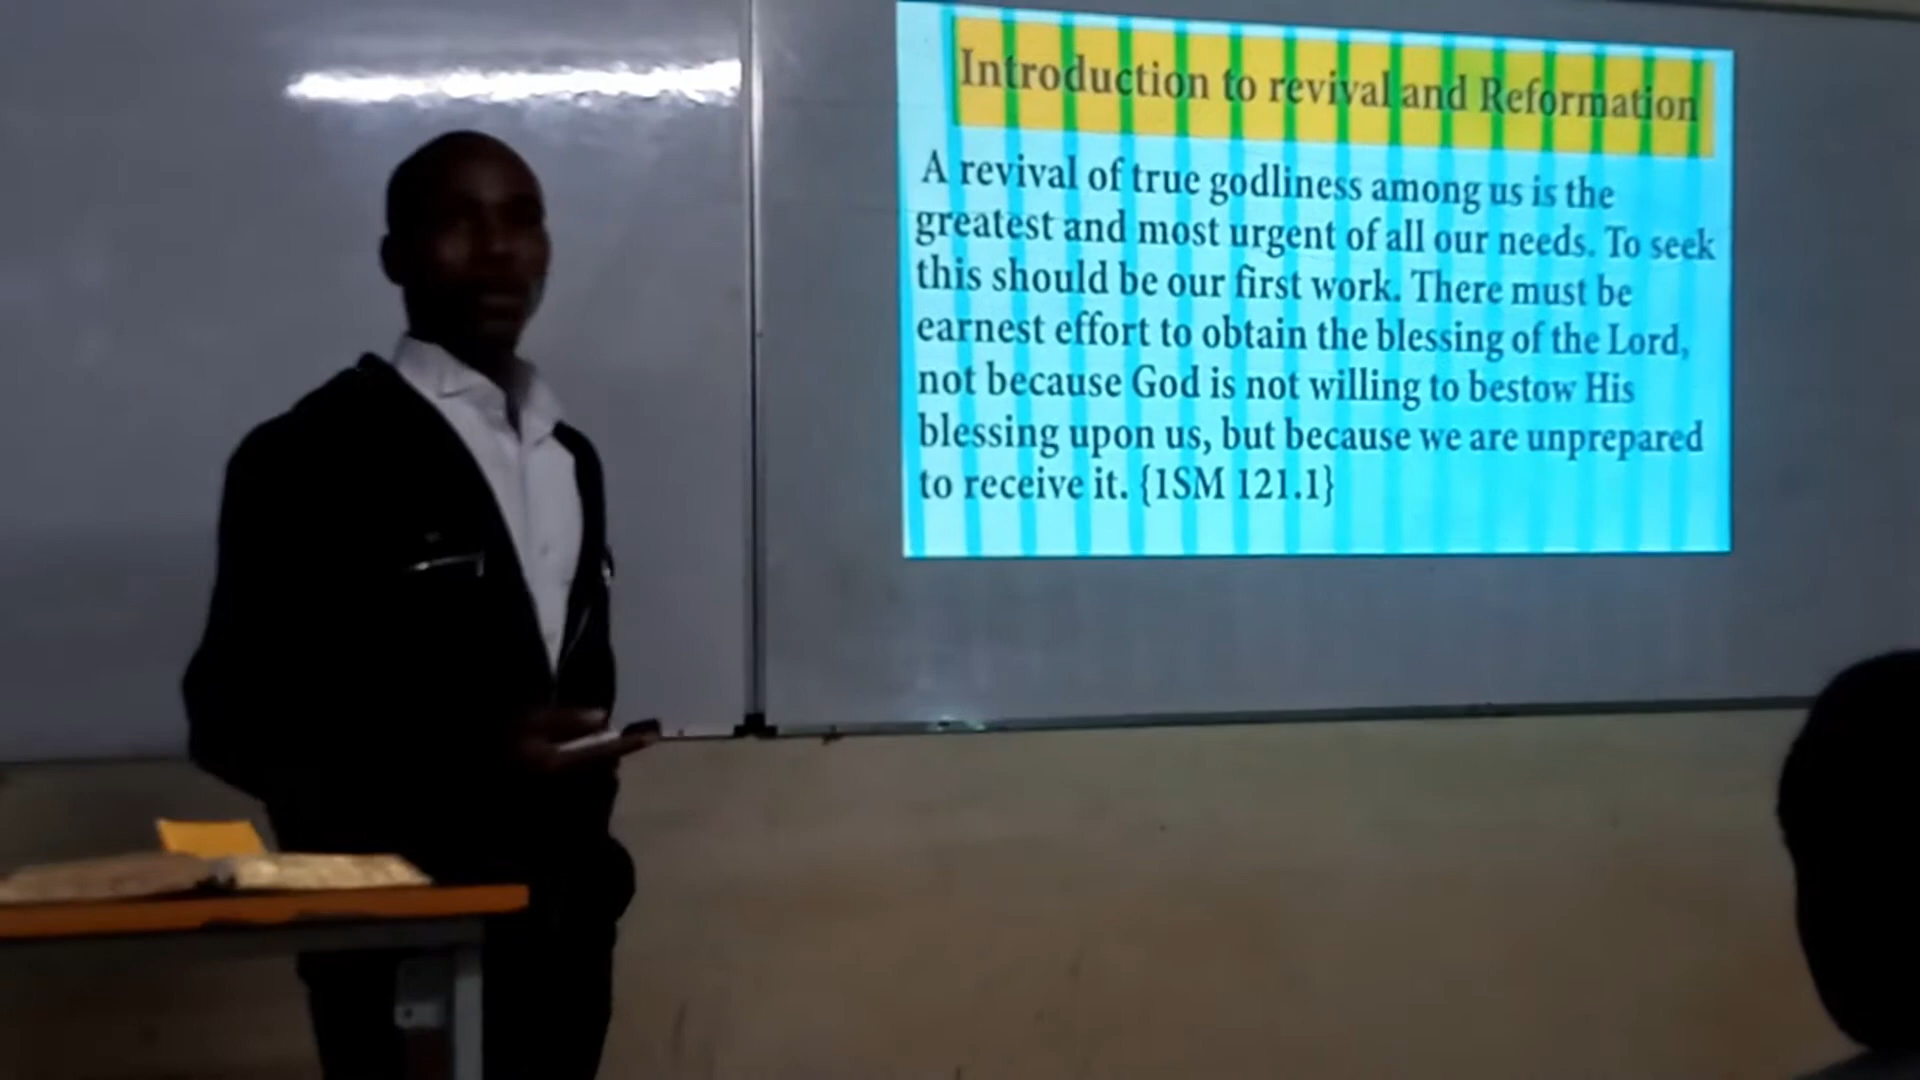 Introduction to revival and Reformation
A revival of true godliness among us is the
greatest and most urgent of all our needs. To seek
this should be our first work. There must be
earnest effort to obtain the blessing of the Lord,
not because God is not willing to bestow His
blessing upon us, but because we are unprepared
to receive it. {1SM 121.1}